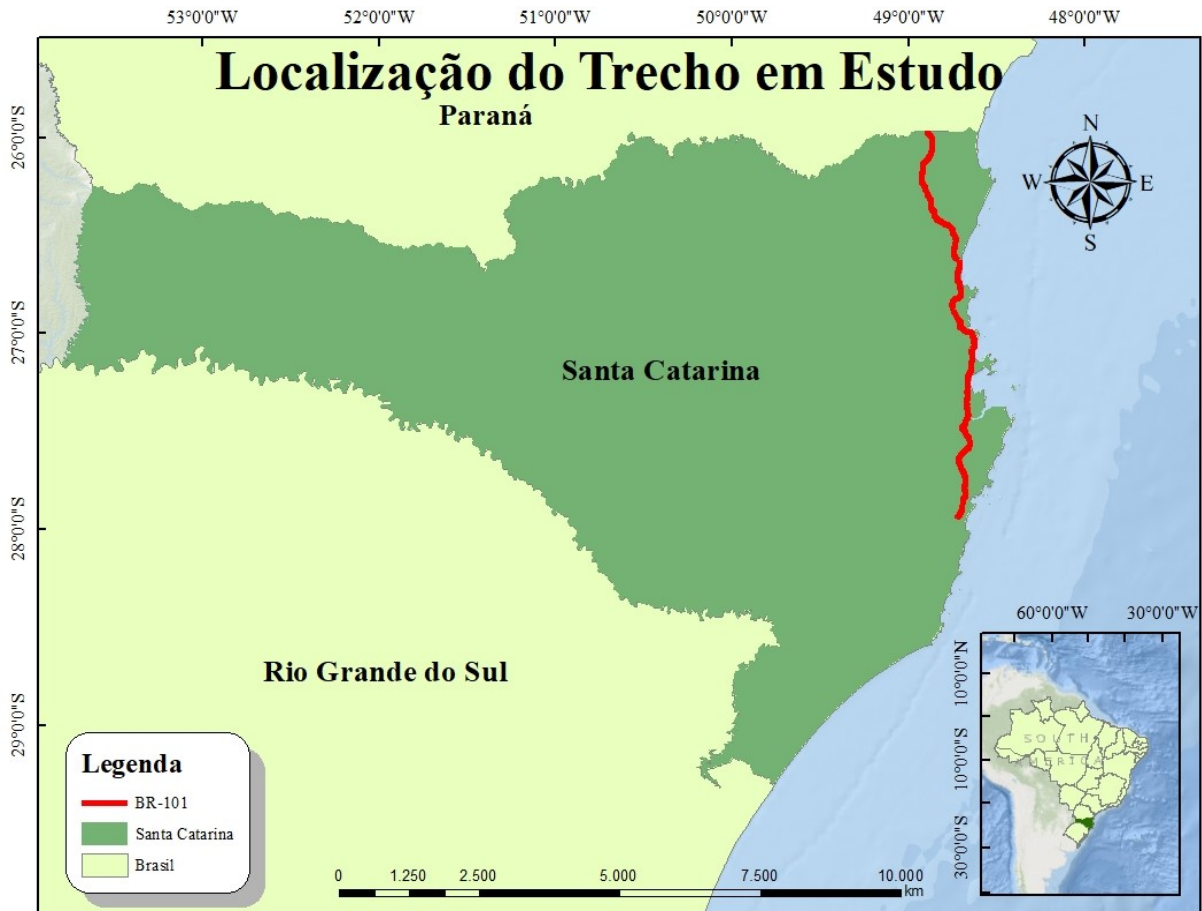 53°0'0"W 52°0'0"W 51°0'0"W 50°0'0"W 49°0'0"W 48°0'0"W
Localização do Trecho em Estudo
Paraná
26°0'0"S
27°0'0"S
28°0'0"S
29°0'0"S
N
W E
S
Santa Catarina
Rio Grande do Sul
Legenda
BR-101
Santa Catarina
Brasil
0 1.250 2.500 5.000 7.500 10.000
km
60°0'0"W 30°0'0"W
10°0'0"N
10°0'0"S
30°0'0"S
SOUTH
AMERICA